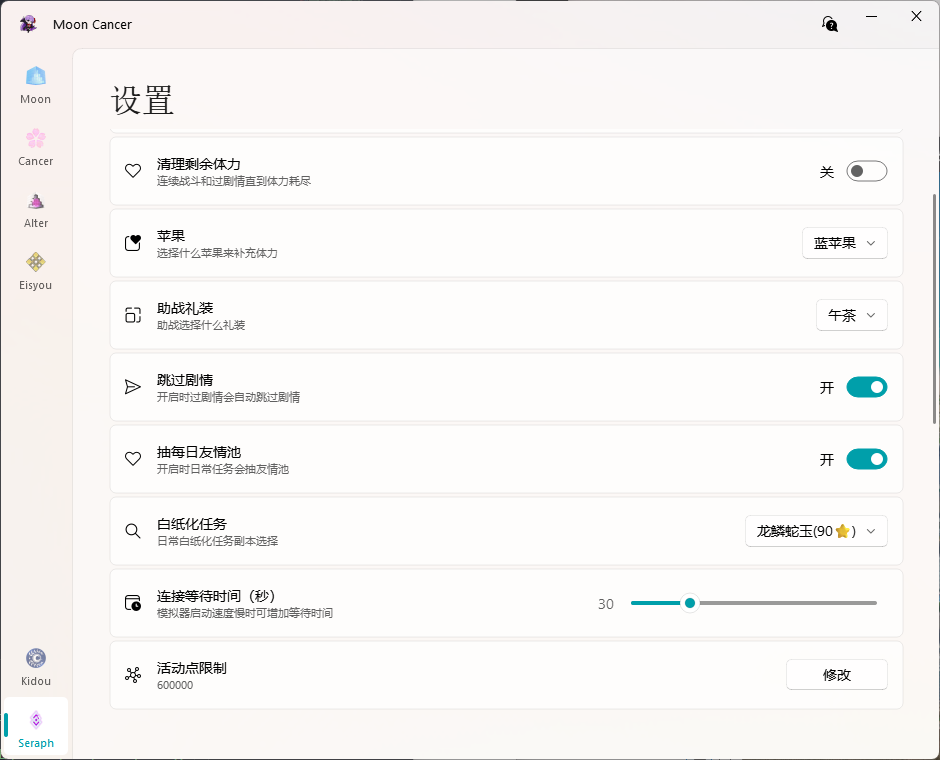 Moon Cancer
Moon
Cancer
Alter
Eisyou
Kidou
Seraph
设置
清理剩余体力
连续战斗和过剧情直到体力耗尽
关
苹果
选择什么苹果来补充体力
蓝苹果
助战礼装
助战选择什么礼装
午茶
跳过剧情
开启时过剧情会自动跳过剧情
开
抽每日友情池
开启时日常任务会抽友情池
开
白纸化任务
日常白纸化任务副本选择
龙鳞蛇玉(90⭐)
连接等待时间（秒）
模拟器启动速度慢时可增加等待时间
30
活动点限制
600000
修改